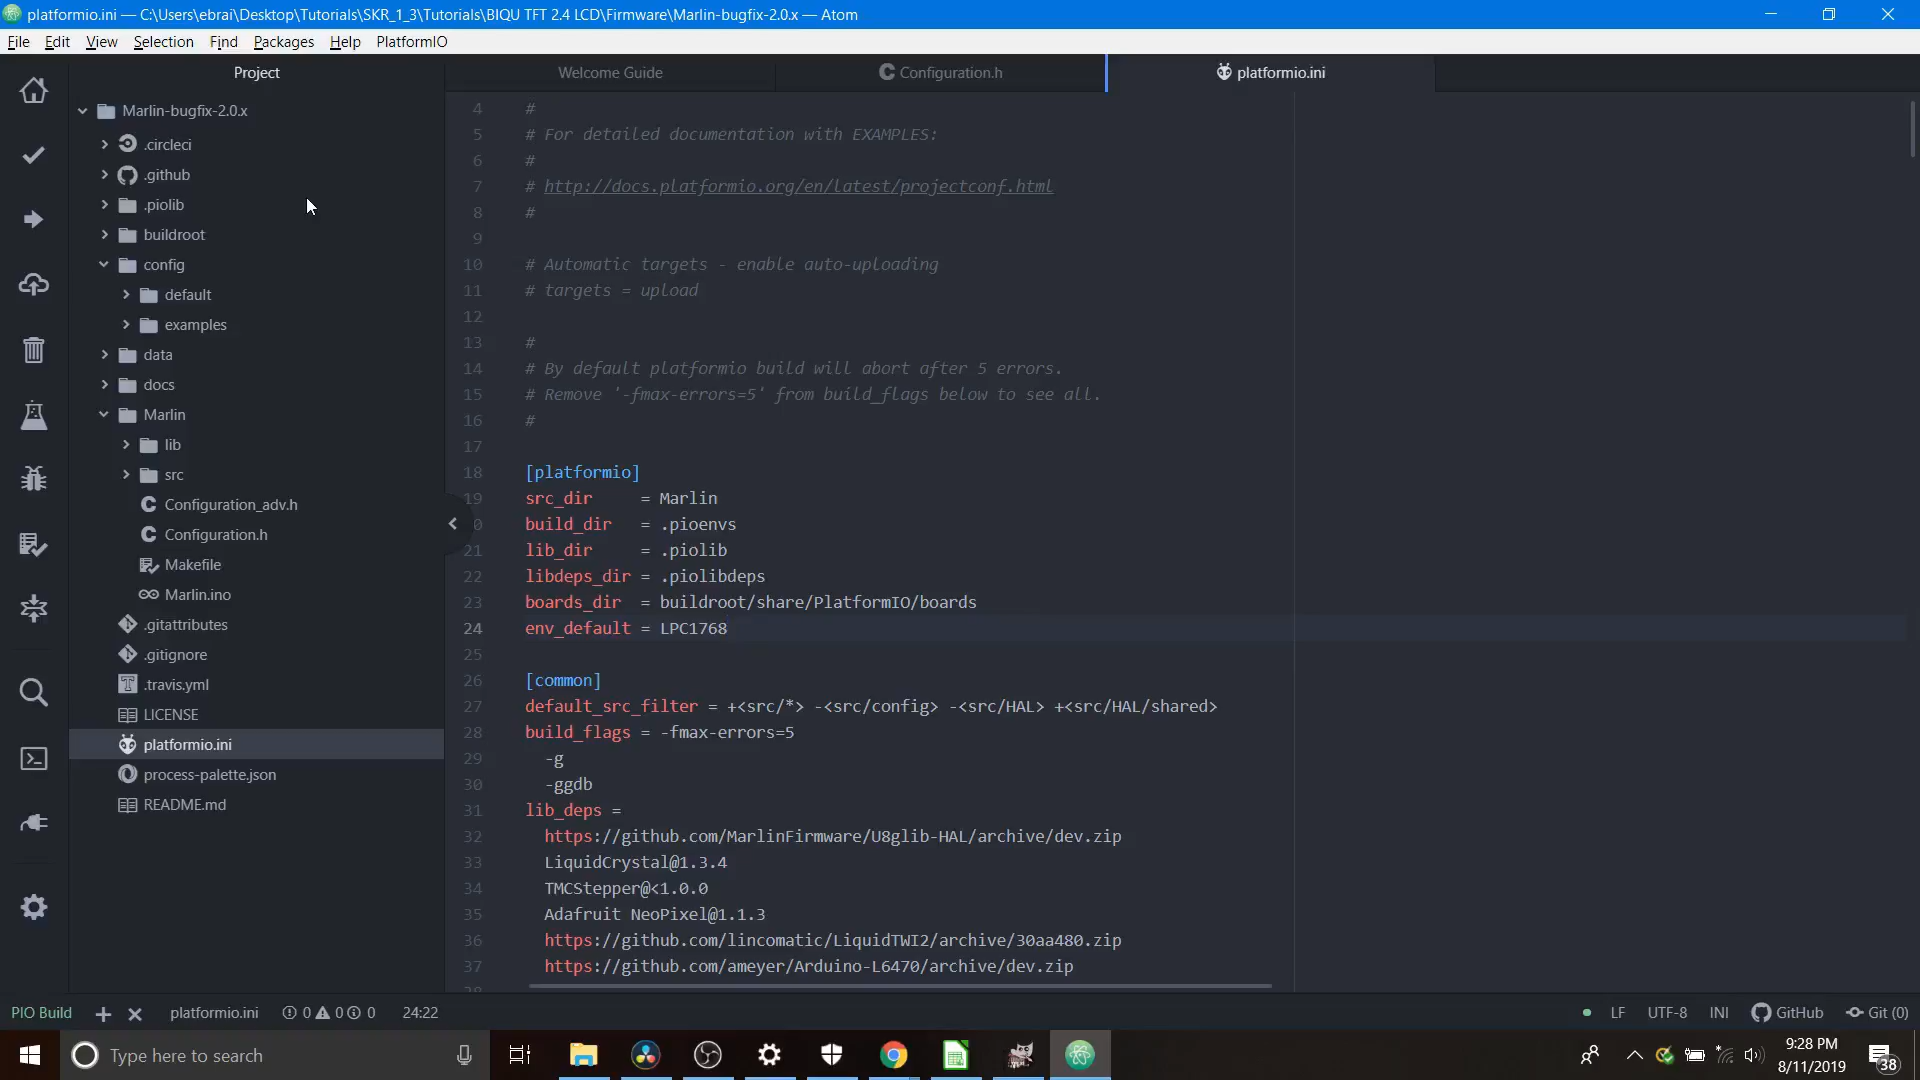 platformio.ini — C:\Users\ebrai\Desktop\Tutorials\SKR_1_3\Tutorials\BIQU TFT 2.4 LCD\Firmware\Marlin-bugfix-2.0.x — Atom
File Edit View Selection Find Packages Help PlatformIO
Project
Marlin-bugfix-2.0.x
.circleci
.github
.piolib
buildroot
config
default
examples
data
docs
Marlin
lib
src
Configuration_adv.h
Configuration.h
Makefile
Marlin.ino
.gitattributes
.gitignore
.travis.yml
LICENSE
platformio.ini
process-palette.json
README.md
Welcome Guide Configuration.h platformio.ini
4 #
5 # For detailed documentation with EXAMPLES:
6 #
7 # http://docs.platformio.org/en/latest/projectconf.html
8 #
9
10 # Automatic targets - enable auto-uploading
11 # targets = upload
12
13 #
14 # By default platformio build will abort after 5 errors.
15 # Remove '-fmax-errors=5' from build_flags below to see all.
16 #
17
18 [platformio]
19 src_dir = Marlin
0 build_dir = .pioenvs
21 lib_dir = .piolib
22 libdeps_dir = .piolibdeps
23 boards_dir = buildroot/share/PlatformIO/boards
24 env_default = LPC1768
25
26 [common]
27 default_src_filter = +<src/*> -<src/config> -<src/HAL> +<src/HAL/shared>
28 build_flags = -fmax-errors=5
29 -g
30 -ggdb
31 lib_deps =
32 https://github.com/MarlinFirmware/U8glib-HAL/archive/dev.zip
33 LiquidCrystal@1.3.4
34 TMCStepper@<1.0.0
35 Adafruit NeoPixel@1.1.3
36 https://github.com/lincomatic/LiquidTWI2/archive/30aa480.zip
37 https://github.com/ameyer/Arduino-L6470/archive/dev.zip
PIO Build platformio.ini 0 0 0 24:22 LF UTF-8 INI GitHub Git (0)
Type here to search
9:28 PM
8/11/2019
38